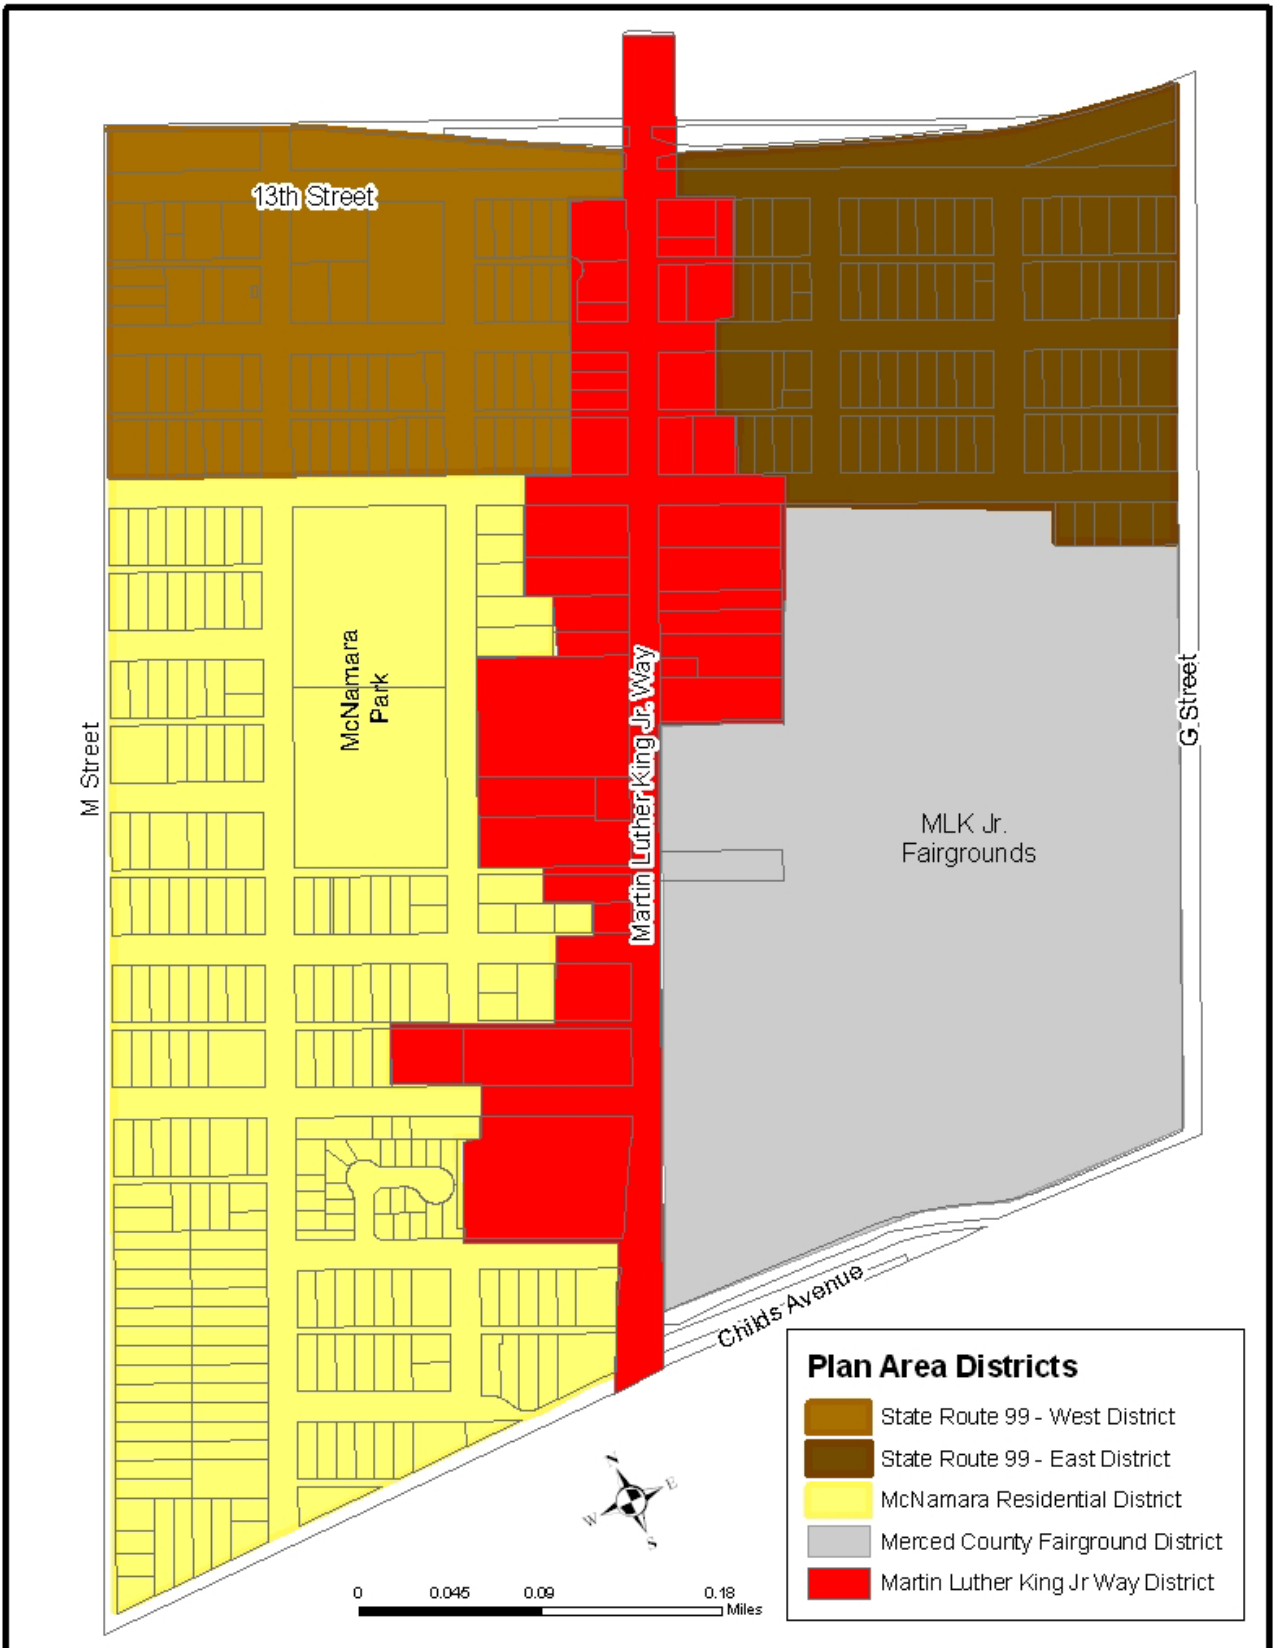 13th Street
McNamara
Park
M Street
Martin Luther King Jr. Way
G Street
MLK Jr.
Fairgrounds
Childs Avenue
Plan Area Districts
State Route 99 - West District
State Route 99 - East District
McNamara Residential District
Merced County Fairground District
Martin Luther King Jr Way District
N
E
W
S
0 0.045 0.09 0.18
Miles